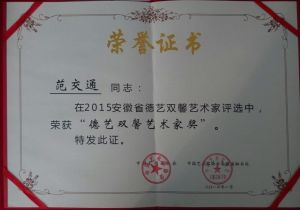 荣誉证书
范交通 同志:
在2015安徽省德艺双馨艺术家评选中,
荣获“德艺双馨艺术家奖”。
特发此证。